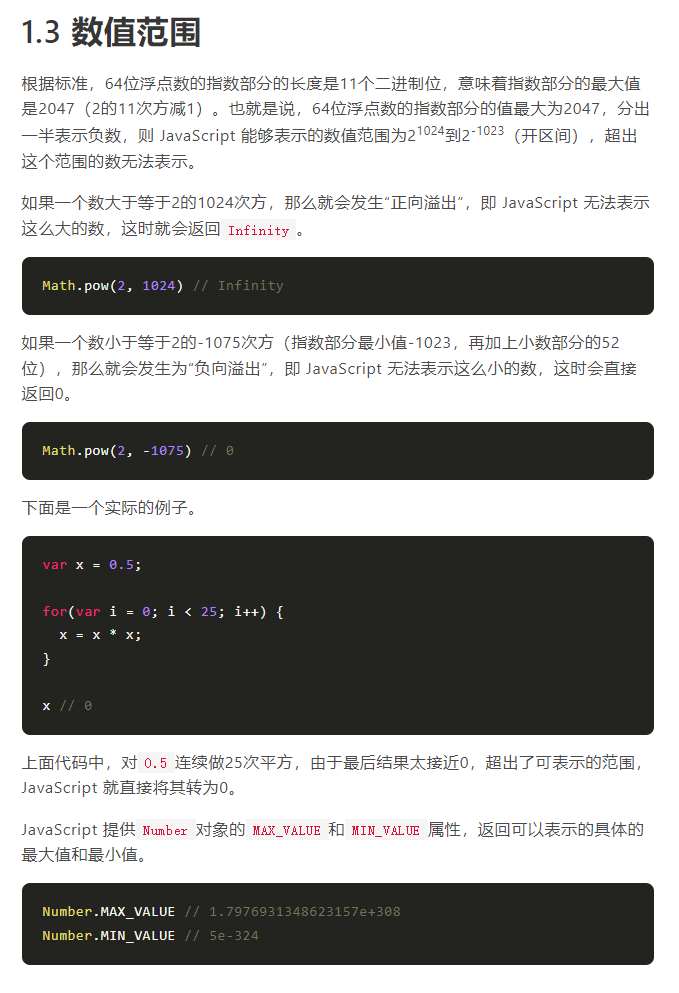 1.3 数值范围
根据标准，64位浮点数的指数部分的长度是11个二进制位，意味着指数部分的最大值
是2047（2的11次方减1）。也就是说，64位浮点数的指数部分的值最大为2047，分出
一半表示负数，则 JavaScript 能够表示的数值范围为2^1024到2^-1023（开区间），超出
这个范围的数无法表示。
如果一个数大于等于2的1024次方，那么就会发生“正向溢出”，即 JavaScript 无法表示
这么大的数，这时就会返回 Infinity 。
Math.pow(2, 1024) // Infinity
如果一个数小于等于2的-1075次方（指数部分最小值-1023，再加上小数部分的52
位），那么就会发生为“负向溢出”，即 JavaScript 无法表示这么小的数，这时会直接
返回0。
Math.pow(2, -1075) // 0
下面是一个实际的例子。
var x = 0.5;
for(var i = 0; i < 25; i++) {
  x = x * x;
}
x // 0
上面代码中，对 0.5 连续做25次平方，由于最后结果太接近0，超出了可表示的范围，
JavaScript 就直接将其转为0。
JavaScript 提供 Number 对象的 MAX_VALUE 和 MIN_VALUE 属性，返回可以表示的具体的
最大值和最小值。
Number.MAX_VALUE // 1.7976931348623157e+308
Number.MIN_VALUE // 5e-324